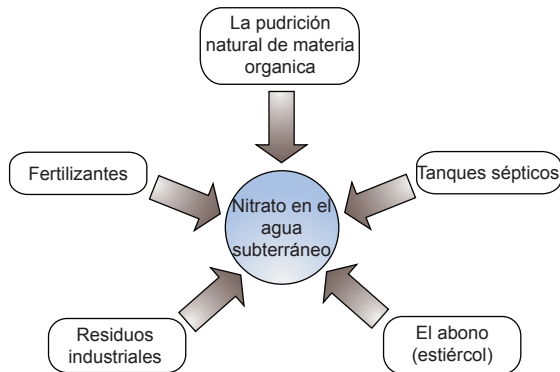 La pudrición
natural de materia
organica
Fertilizantes
Tanques sépticos
Nitrato en el
agua
subterráneo
Residuos
industriales
El abono
(estiércol)